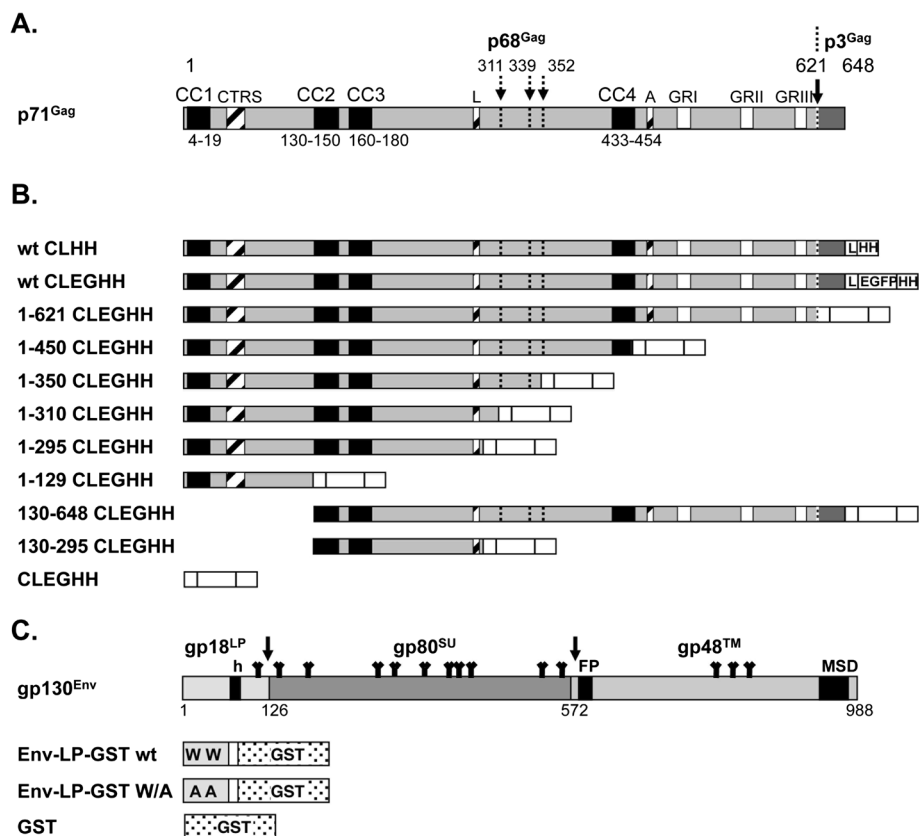 A.
p68Gag p3Gag
1 311 339 352 621 648
CC1 CTRS CC2 CC3 L CC4 A GRI GRII GRIII
p71Gag
4-19 130-150 160-180 433-454
B.
wt CLHH L HH
wt CLEGHH L EGFP HH
1-621 CLEGHH
1-450 CLEGHH
1-350 CLEGHH
1-310 CLEGHH
1-295 CLEGHH
1-129 CLEGHH
130-648 CLEGHH
130-295 CLEGHH
CLEGHH
C.
gp18LP gp80SU gp48TM
h FP MSD
gp130Env
1 126 572 988
Env-LP-GST wt W W GST
Env-LP-GST W/A A A GST
GST GST